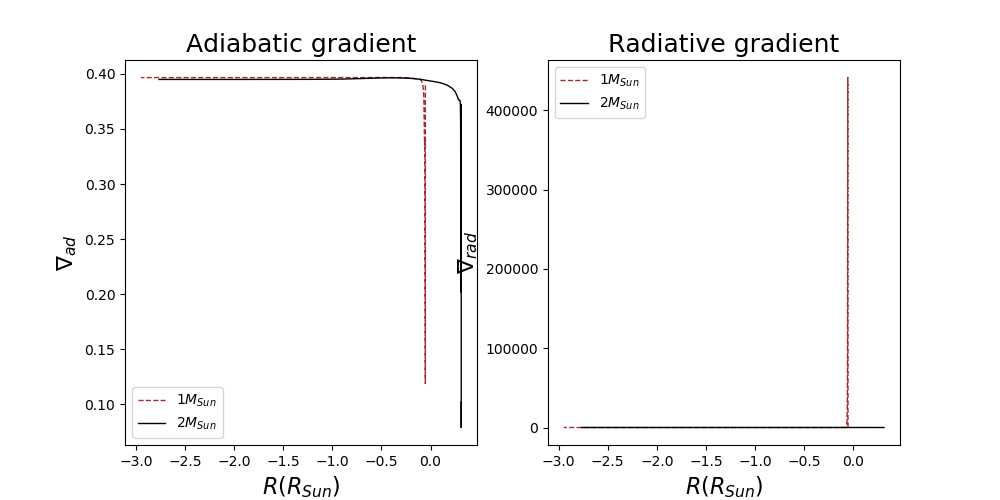 Adiabatic gradient
0.40
0.35
0.30
0.25
0.20
0.15
0.10
∇ad
1MSun
2MSun
−3.0 −2.5 −2.0 −1.5 −1.0 −0.5 0.0
R(RSun)
Radiative gradient
1MSun
2MSun
400000
300000
200000
100000
0
∇rad
−3.0 −2.5 −2.0 −1.5 −1.0 −0.5 0.0
R(RSun)